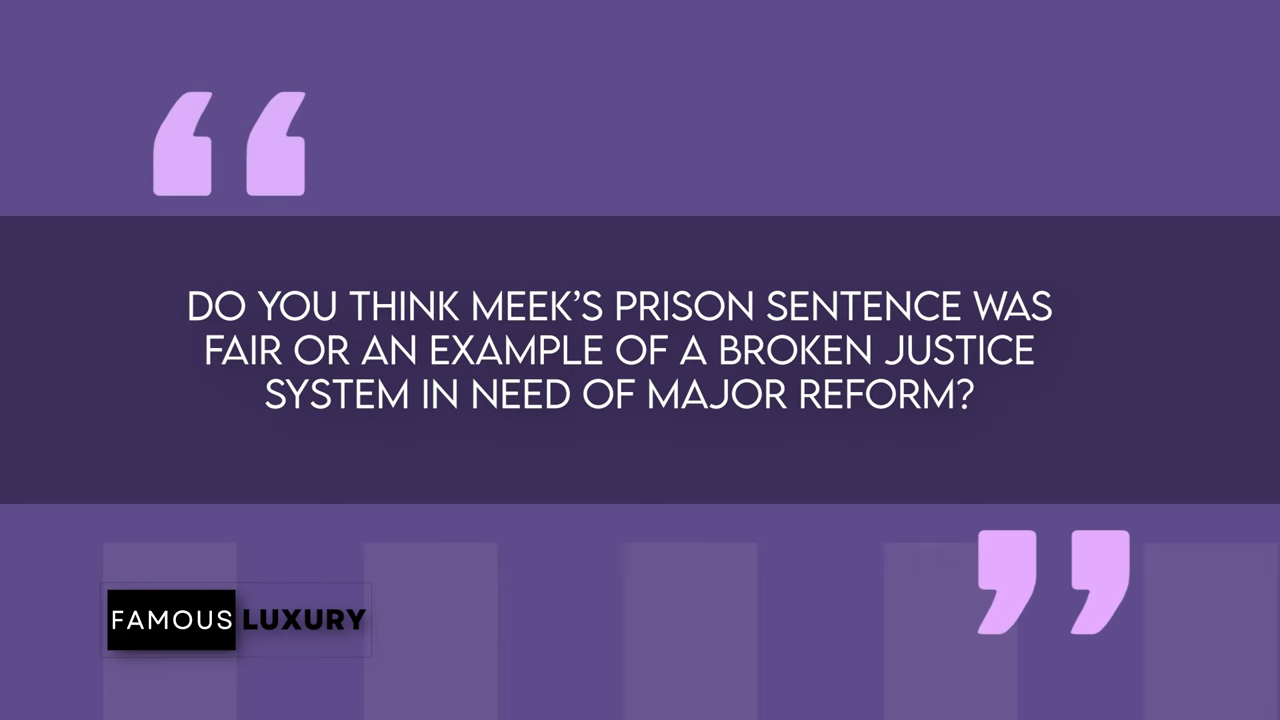 DO YOU THINK MEEK’S PRISON SENTENCE WAS
FAIR OR AN EXAMPLE OF A BROKEN JUSTICE
SYSTEM IN NEED OF MAJOR REFORM?
FAMOUS LUXURY